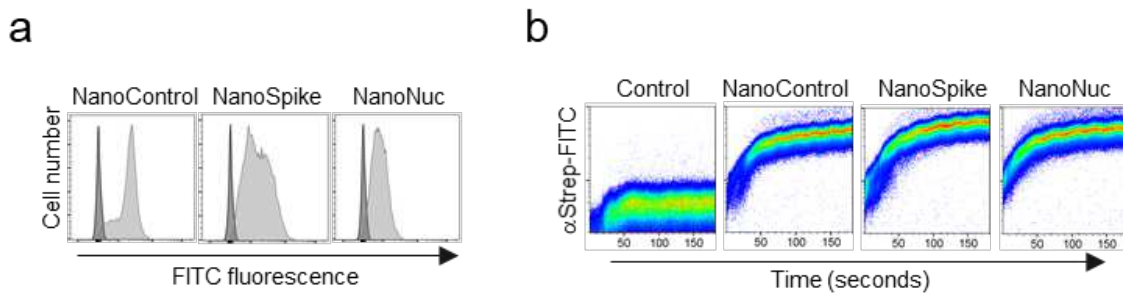 a
NanoControl NanoSpike NanoNuc
Cell number
FITC fluorescence
b
Control NanoControl NanoSpike NanoNuc
αStrep-FITC
50 100 150 50 100 150 50 100 150 50 100 150
Time (seconds)